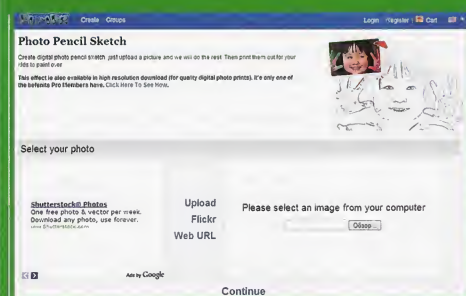 Create Groups
Login Register Cart
Photo Pencil Sketch
Create digital photo pencil sketch just upload a picture and we will do the rest Then print them out for your
kids to paint over
This effect is also available in high resolution download (for quality digital photo prints). It's only one of
the befenits Pro Members have. Click Here To See How.
Select your photo
Shutterstock® Photos
One free photo & vector per week.
Download any photo, use forever.
www.Shutterstock.com
Ads by Google
Upload
Flickr
Web URL
Please select an image from your computer
Обзор...
Continue